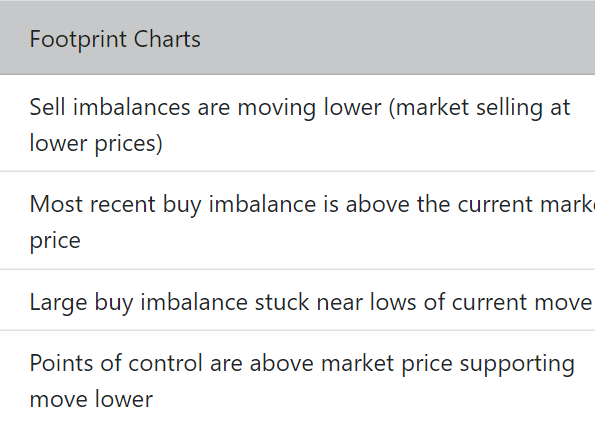 Footprint Charts
Sell imbalances are moving lower (market selling at
lower prices)
Most recent buy imbalance is above the current marke
price
Large buy imbalance stuck near lows of current move
Points of control are above market price supporting
move lower